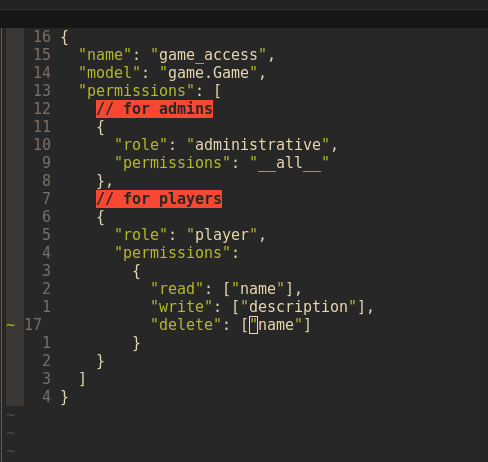 16 {
15   "name": "game_access",
14   "model": "game.Game",
13   "permissions": [
12     // for admins
11     {
10       "role": "administrative",
9       "permissions": "__all__"
8     },
7     // for players
6     {
5       "role": "player",
4       "permissions":
3         {
2           "read": ["name"],
1           "write": ["description"],
~ 17           "delete": ["name"]
1         }
2     }
3   ]
4 }
~
~
~